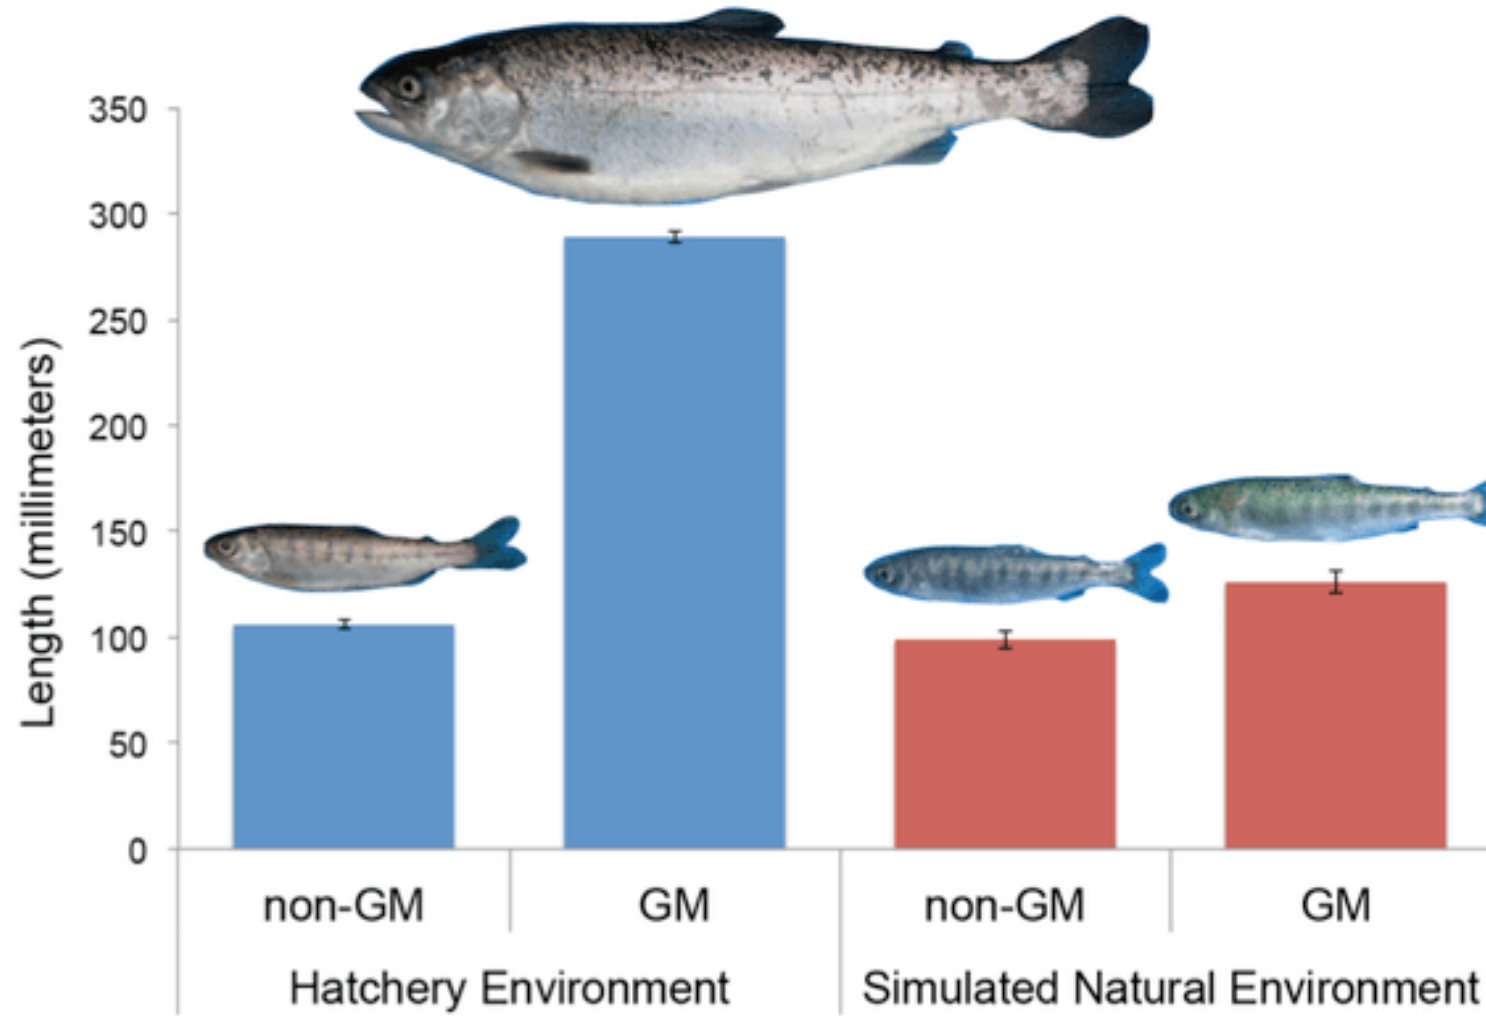 Length (millimeters)
350
300
250
200
150
100
50
0
non-GM
GM
non-GM
GM
Hatchery Environment
Simulated Natural Environment